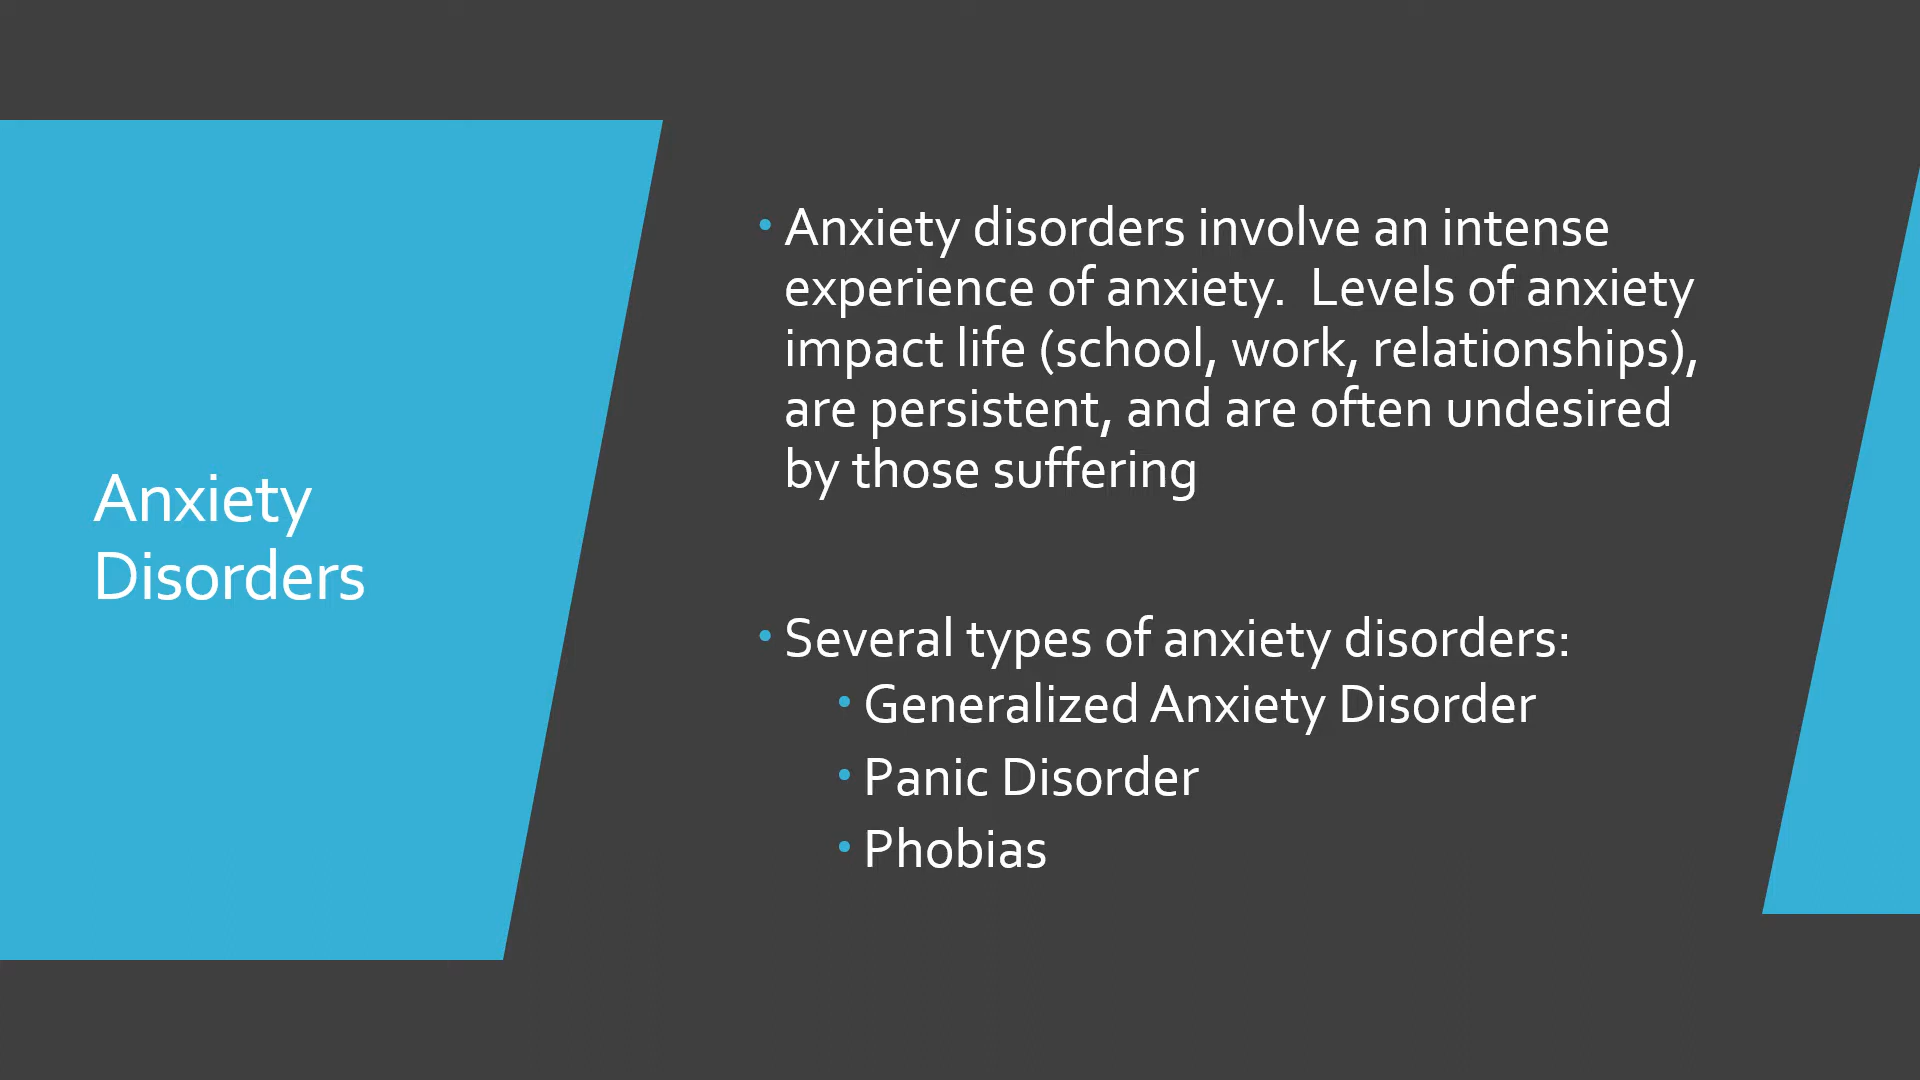 Anxiety
Disorders
• Anxiety disorders involve an intense
experience of anxiety.  Levels of anxiety
impact life (school, work, relationships),
are persistent, and are often undesired
by those suffering
• Several types of anxiety disorders:
• Generalized Anxiety Disorder
• Panic Disorder
• Phobias